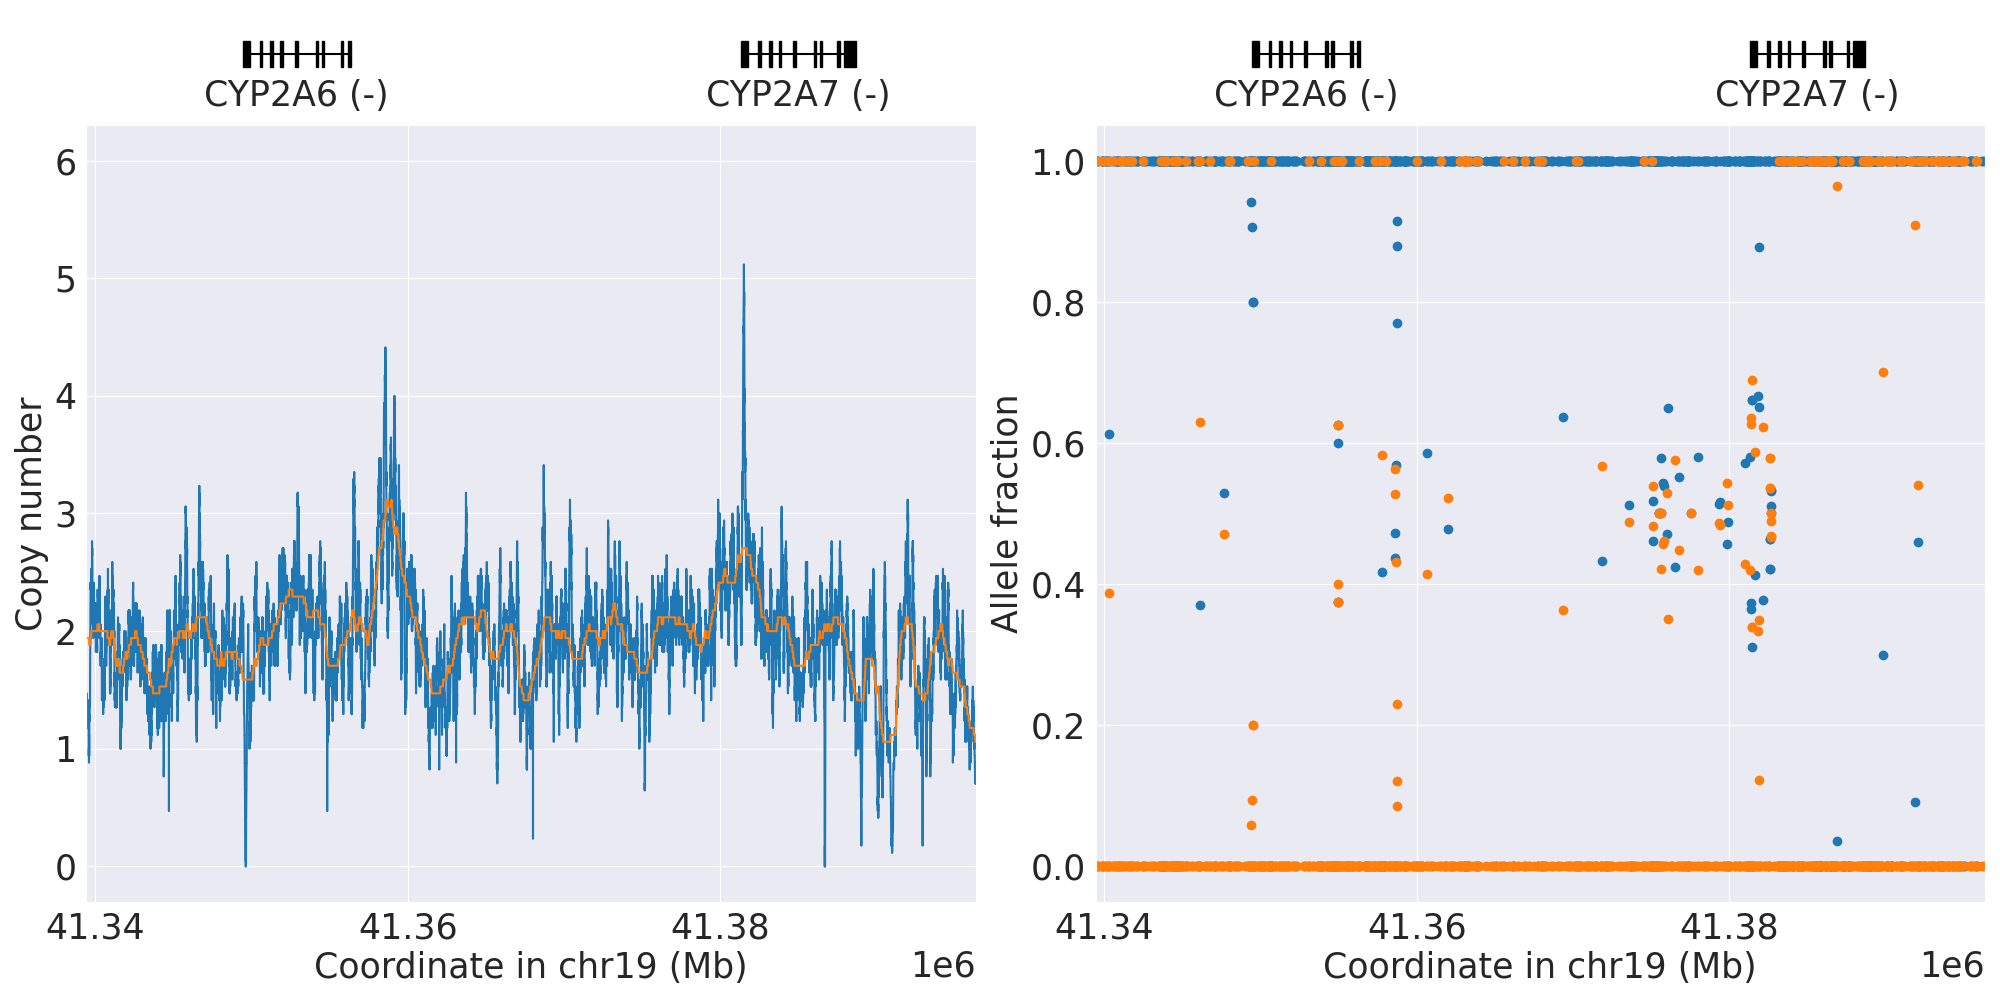 CYP2A6 (-)
CYP2A7 (-)
Copy number
6
5
4
3
2
1
0
41.34
41.36
41.38
Coordinate in chr19 (Mb)
1e6
CYP2A6 (-)
CYP2A7 (-)
Allele fraction
1.0
0.8
0.6
0.4
0.2
0.0
41.34
41.36
41.38
Coordinate in chr19 (Mb)
1e6